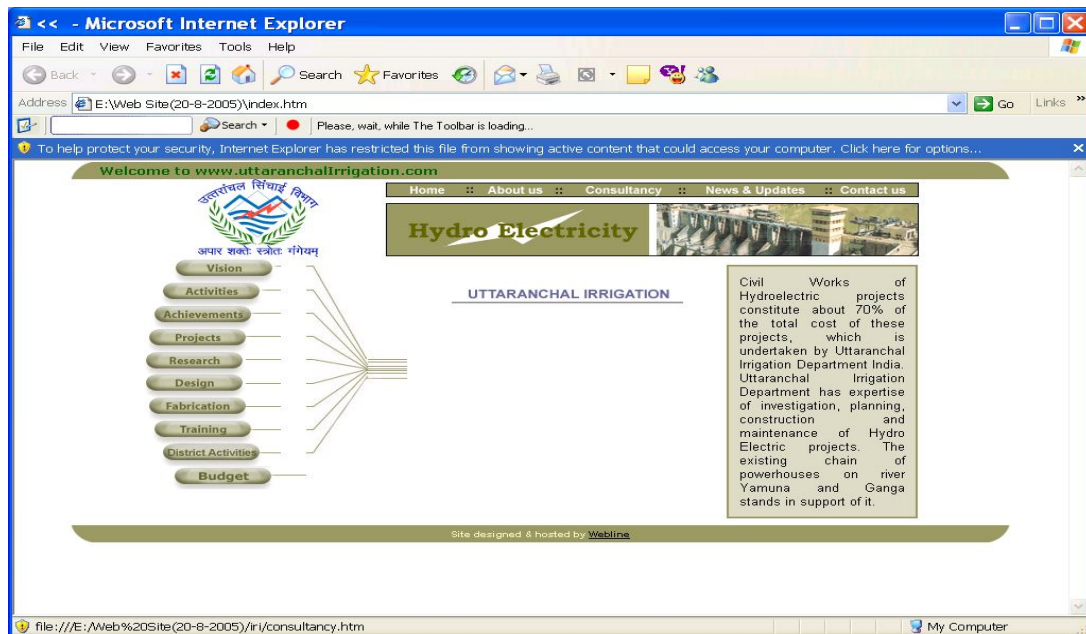 << - Microsoft Internet Explorer
File Edit View Favorites Tools Help
Back Search Favorites
Address E:\Web Site(20-8-2005)\index.htm Go Links »
Search Please, wait, while The Toolbar is loading...
To help protect your security, Internet Explorer has restricted this file from showing active content that could access your computer. Click here for options...
Welcome to www.uttaranchalIrrigation.com
उत्तरांचल सिंचाई विभाग
अपार शक्तेः स्त्रोतः गंगेयम्
Home :: About us :: Consultancy :: News & Updates :: Contact us
Hydro Electricity
Vision
Activities
Achievements
Projects
Research
Design
Fabrication
Training
District Activities
Budget
UTTARANCHAL IRRIGATION
Civil Works of
Hydroelectric projects
constitute about 70% of
the total cost of these
projects, which is
undertaken by Uttaranchal
Irrigation Department India.
Uttaranchal Irrigation
Department has expertise
of investigation, planning,
construction and
maintenance of Hydro
Electric projects. The
existing chain of
powerhouses on river
Yamuna and Ganga
stands in support of it.
Site designed & hosted by Webline
file:///E:/Web%20Site(20-8-2005)/iri/consultancy.htm My Computer